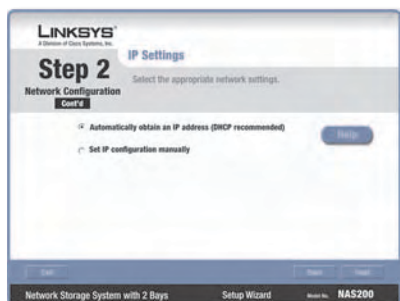 LINKSYS®
A Division of Cisco Systems, Inc.
Step 2
Network Configuration
Cont'd
IP Settings
Select the appropriate network settings.
Automatically obtain an IP address (DHCP recommended)
Set IP configuration manually
Help
Exit
Back Next
Network Storage System with 2 Bays Setup Wizard Model No. NAS200